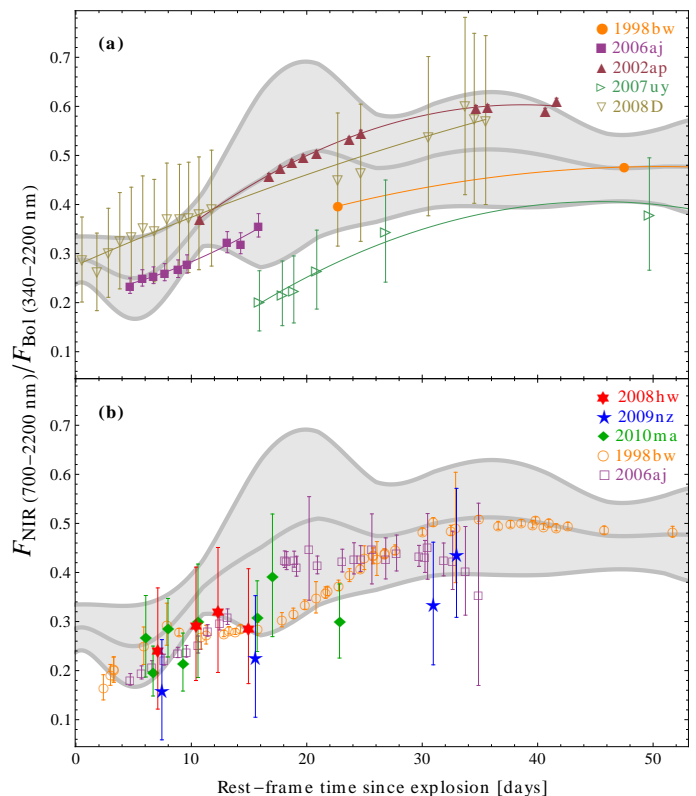 (a)
1998bw
2006aj
2002ap
2007uy
2008D
0.7
0.6
0.5
0.4
0.3
0.2
0.1
(b)
2008hw
2009nz
2010ma
1998bw
2006aj
0.7
0.6
0.5
0.4
0.3
0.2
0.1
0 10 20 30 40 50
F_NIR (700−2200 nm)/F_Bol (340−2200 nm)
Rest−frame time since explosion [days]